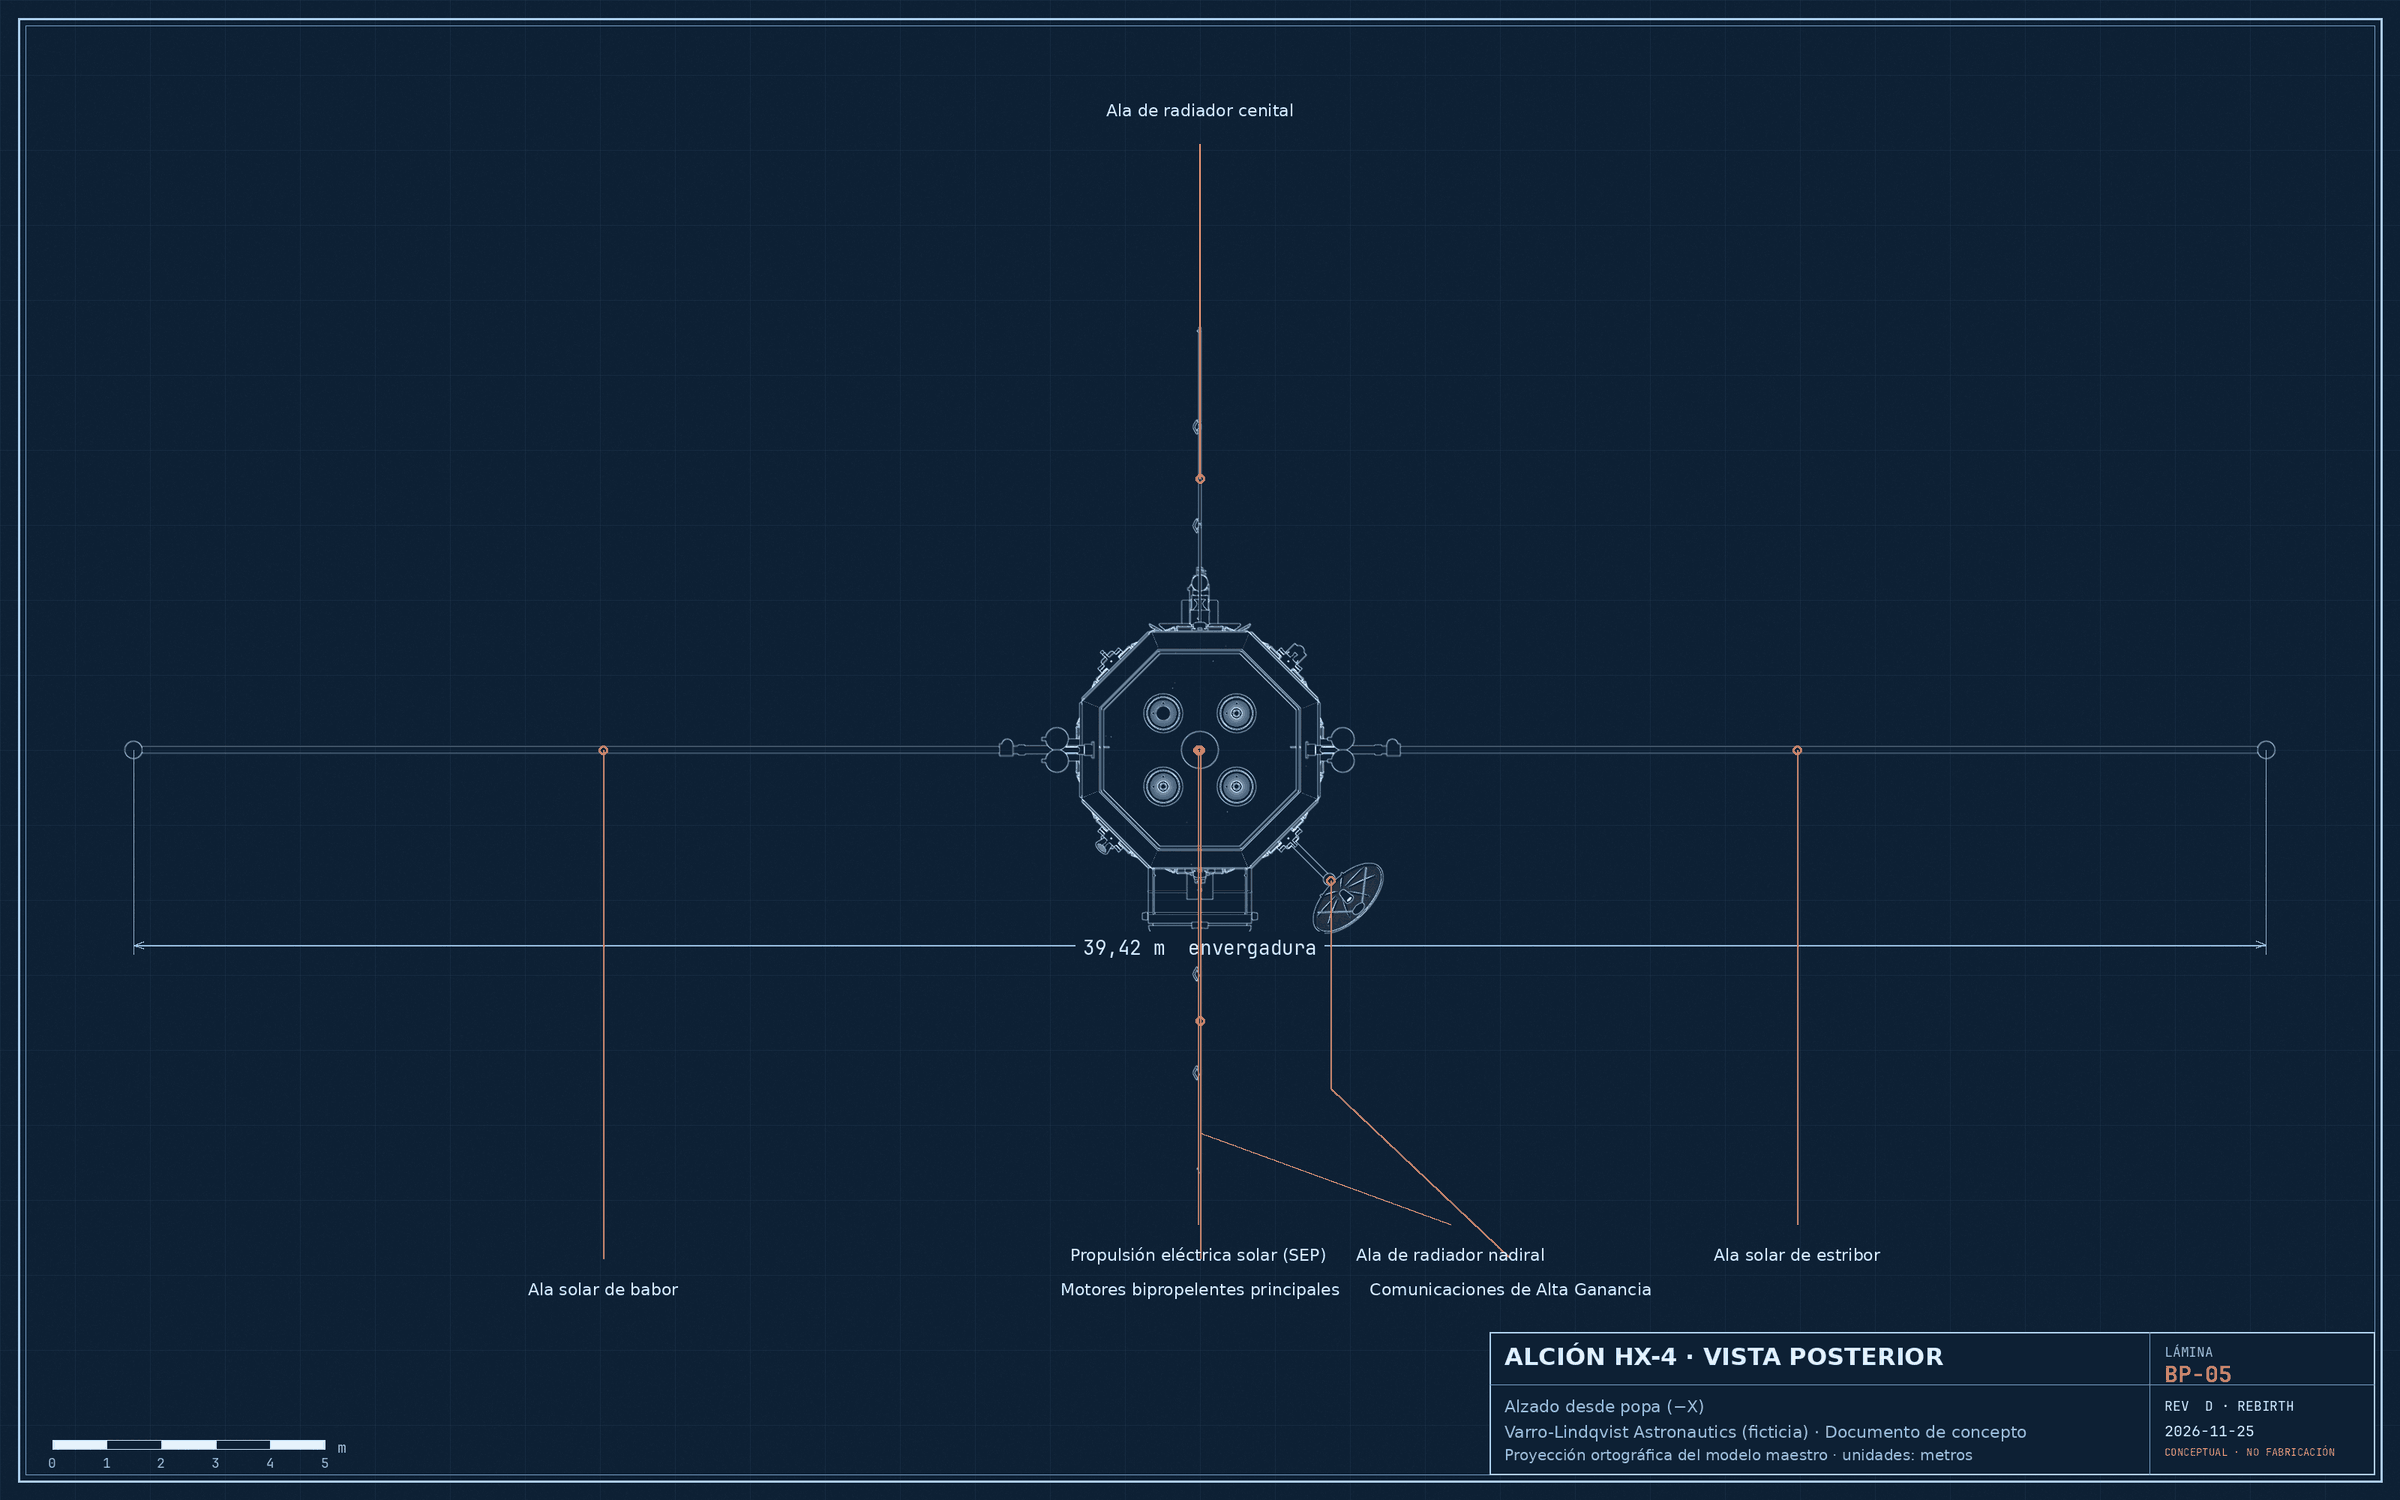 Ala de radiador cenital
39,42 m envergadura
Propulsión eléctrica solar (SEP)
Ala de radiador nadiral
Ala solar de estribor
Ala solar de babor
Motores bipropelentes principales
Comunicaciones de Alta Ganancia
ALCIÓN HX-4 · VISTA POSTERIOR
LÁMINA
BP-05
Alzado desde popa (−X)
Varro-Lindqvist Astronautics (ficticia) · Documento de concepto
Proyección ortográfica del modelo maestro · unidades: metros
REV D · REBIRTH
2026-11-25
CONCEPTUAL · NO FABRICACIÓN
m
0 1 2 3 4 5